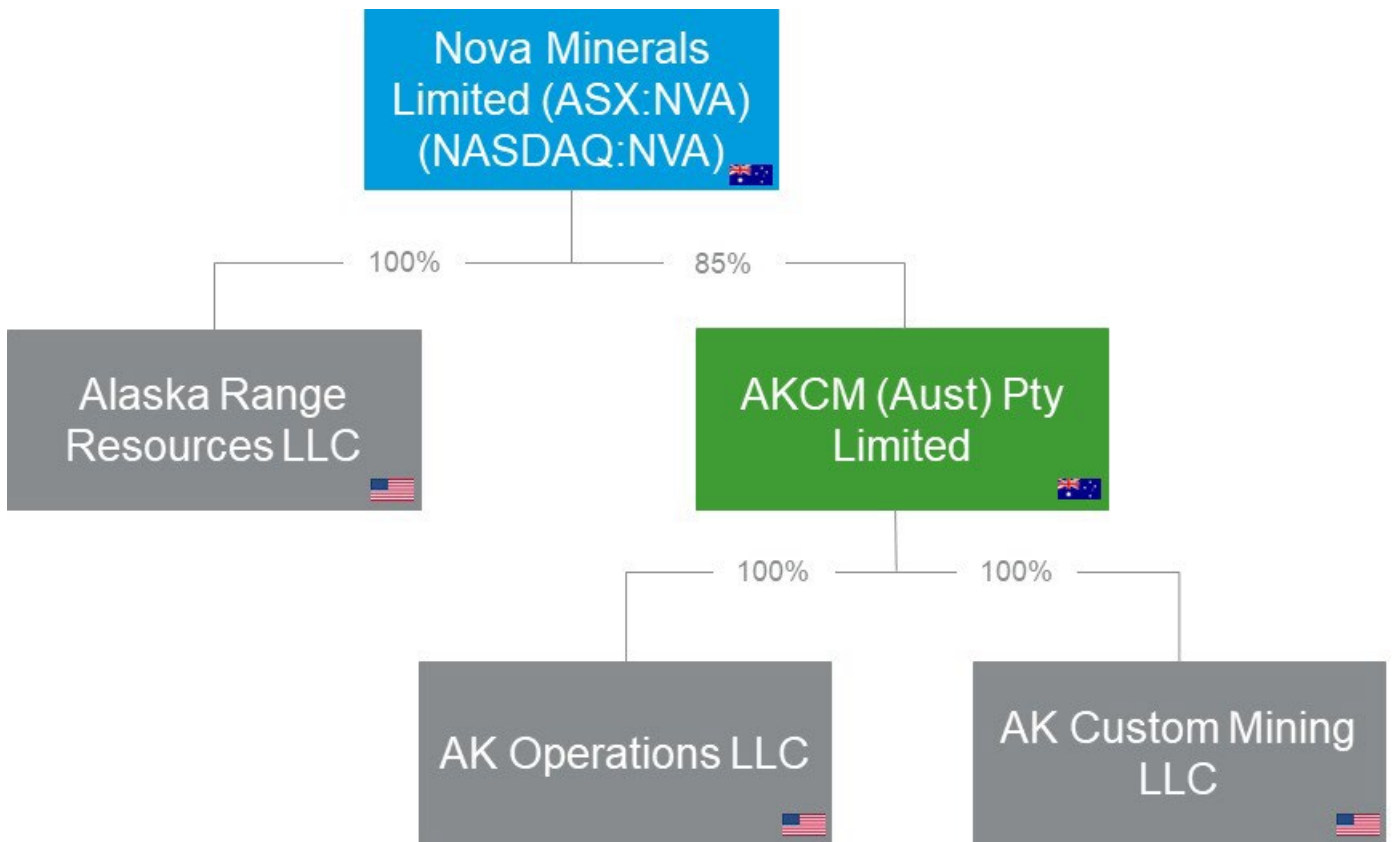 Nova Minerals
Limited (ASX:NVA)
(NASDAQ:NVA)
100%
85%
Alaska Range
Resources LLC
AKCM (Aust) Pty
Limited
100%
100%
AK Operations LLC
AK Custom Mining
LLC